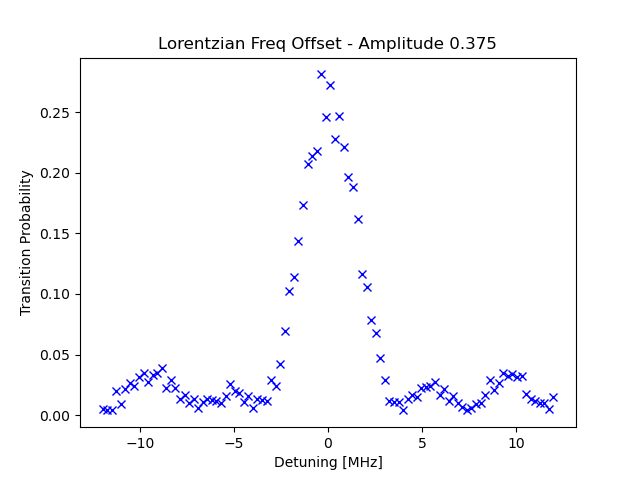 Lorentzian Freq Offset - Amplitude 0.375
0.25
0.20
0.15
0.10
0.05
0.00
Transition Probability
−10 −5 0 5 10
Detuning [MHz]